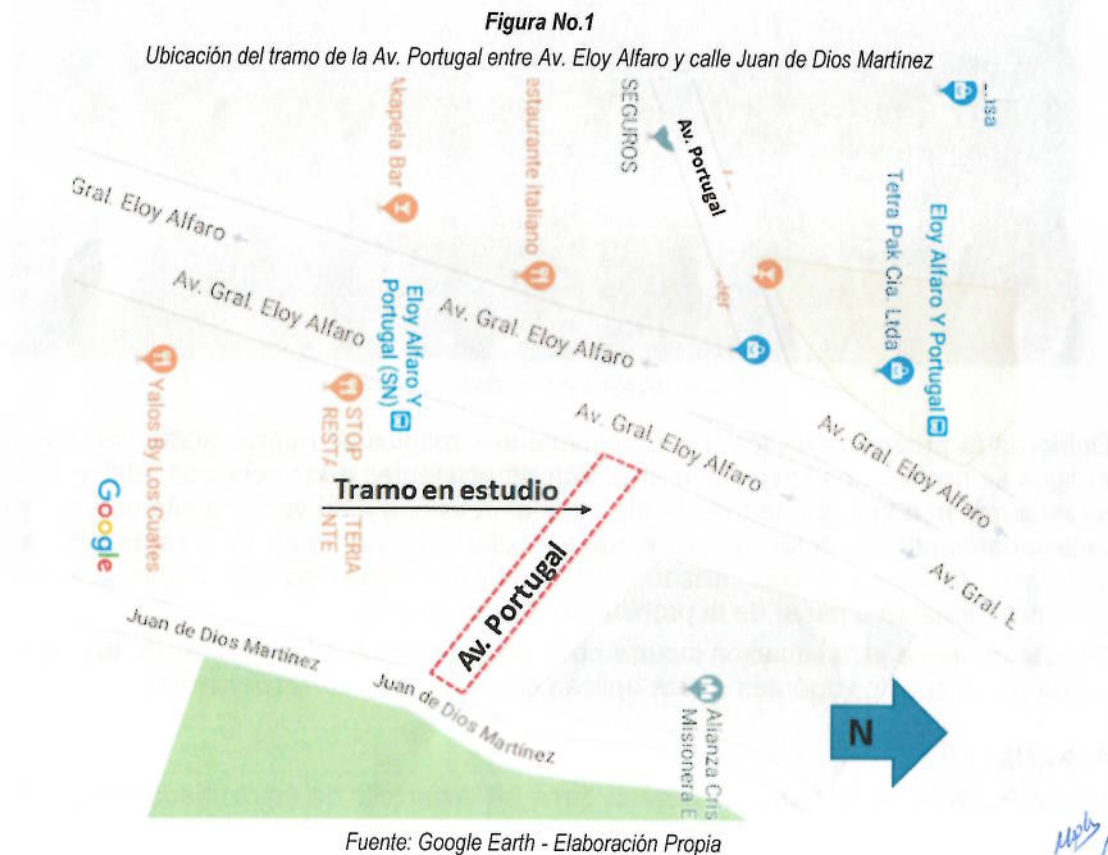 Figura No.1
Ubicación del tramo de la Av. Portugal entre Av. Eloy Alfaro y calle Juan de Dios Martínez
Akapela Bar
estaurante italiano
SEGUROS
Av. Portugal
Tetra Pak Cia. Ltda
Eloy Alfaro Y Portugal
Gral. Eloy Alfaro
Av. Gral. Eloy Alfaro
Eloy Alfaro Y
Portugal (SN)
Av. Gral. Eloy Alfaro
Av. Gral. Eloy Alfaro
Av. Gral. Eloy Alfaro
Av. Gral. E
Yalos By Los Cuates
STOP TERIA
RESTA NTE
Tramo en estudio
Av. Portugal
Google
Juan de Dios Martínez
Juan de Dios Martínez
Alianza Cris
Misionera E
N
Fuente: Google Earth - Elaboración Propia